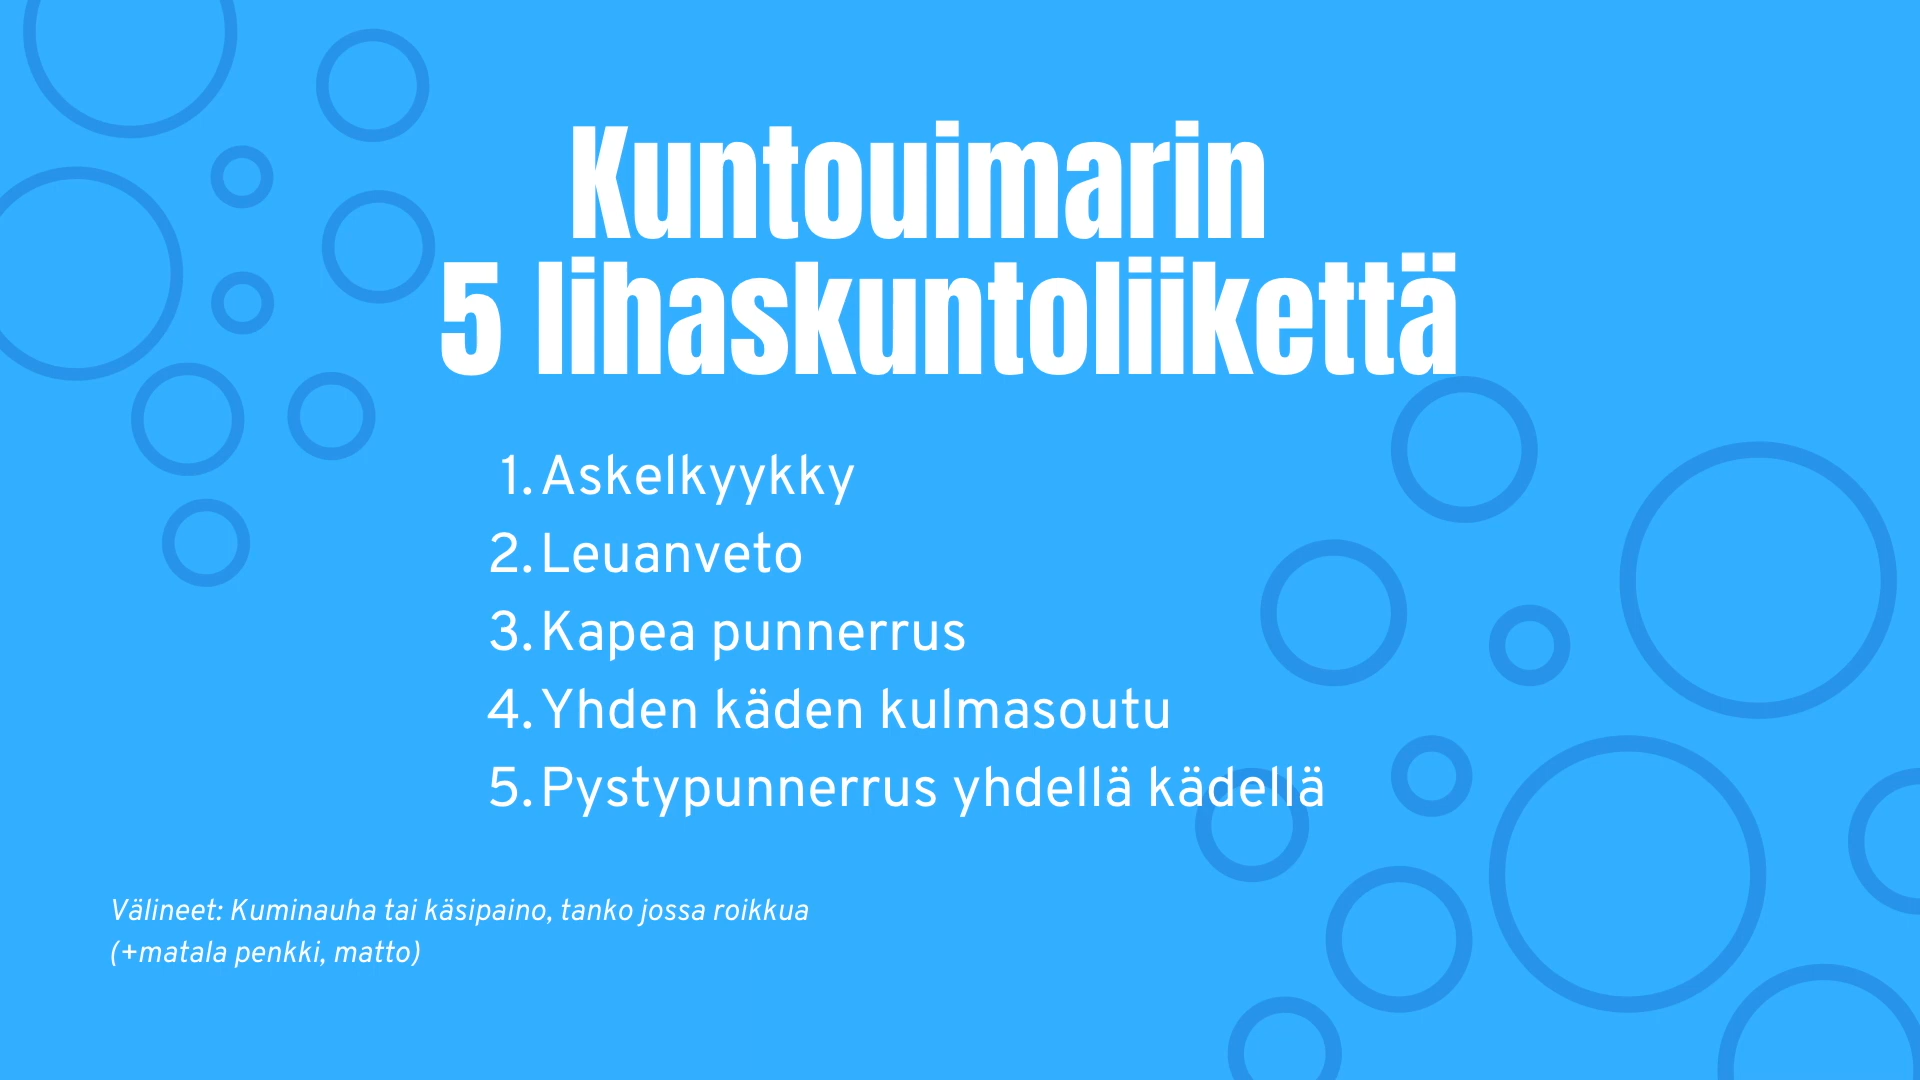 Kuntouimarin
5 lihaskuntoliikettä
1. Askelkyykky
2. Leuanveto
3. Kapea punnerrus
4. Yhden käden kulmasoutu
5. Pystypunnerrus yhdellä kädellä
Välineet: Kuminauha tai käsipaino, tanko jossa roikkua
(+matala penkki, matto)